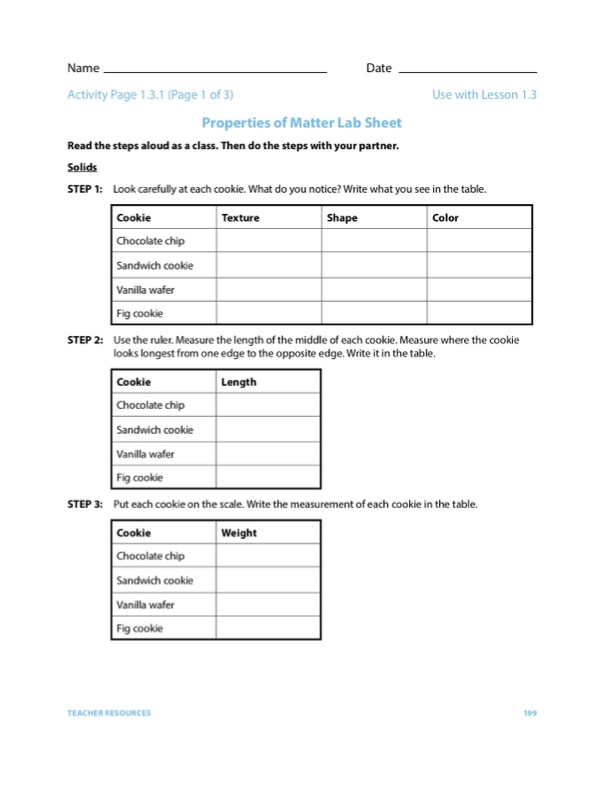 Name
Date
Activity Page 1.3.1 (Page 1 of 3)
Use with Lesson 1.3
Properties of Matter Lab Sheet
Read the steps aloud as a class. Then do the steps with your partner.
Solids
STEP 1: Look carefully at each cookie. What do you notice? Write what you see in the table.
Cookie Texture Shape Color
Chocolate chip
Sandwich cookie
Vanilla wafer
Fig cookie
STEP 2: Use the ruler. Measure the length of the middle of each cookie. Measure where the cookie
looks longest from one edge to the opposite edge. Write it in the table.
Cookie Length
Chocolate chip
Sandwich cookie
Vanilla wafer
Fig cookie
STEP 3: Put each cookie on the scale. Write the measurement of each cookie in the table.
Cookie Weight
Chocolate chip
Sandwich cookie
Vanilla wafer
Fig cookie
TEACHER RESOURCES
199